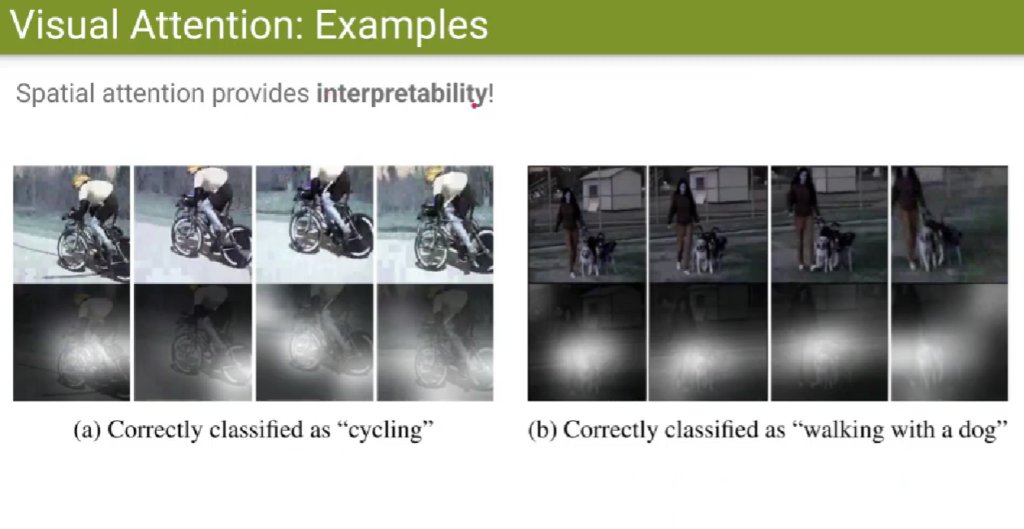 Visual Attention: Examples
Spatial attention provides interpretability!
(a) Correctly classified as “cycling”
(b) Correctly classified as “walking with a dog”